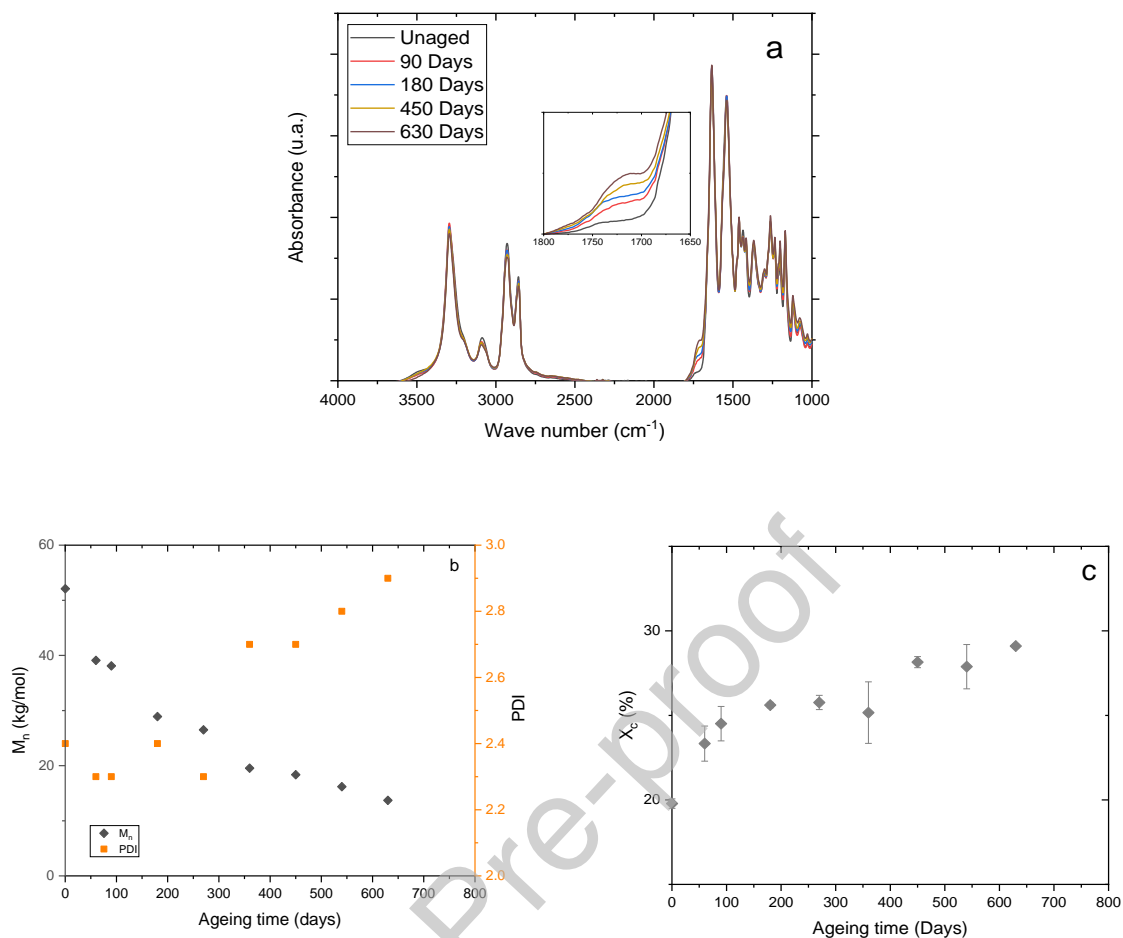 a
Unaged
90 Days
180 Days
450 Days
630 Days
Absorbance (u.a.)
1800 1750 1700 1650
4000 3500 3000 2500 2000 1500 1000
Wave number (cm⁻¹)
b
60
40
20
0
Mₙ (kg/mol)
3.0
2.8
2.6
2.4
2.2
2.0
PDI
Mₙ
PDI
0 100 200 300 400 500 600 700 800
Ageing time (days)
c
30
20
X_c (%)
0 100 200 300 400 500 600 700 800
Ageing time (Days)
Pre-proof